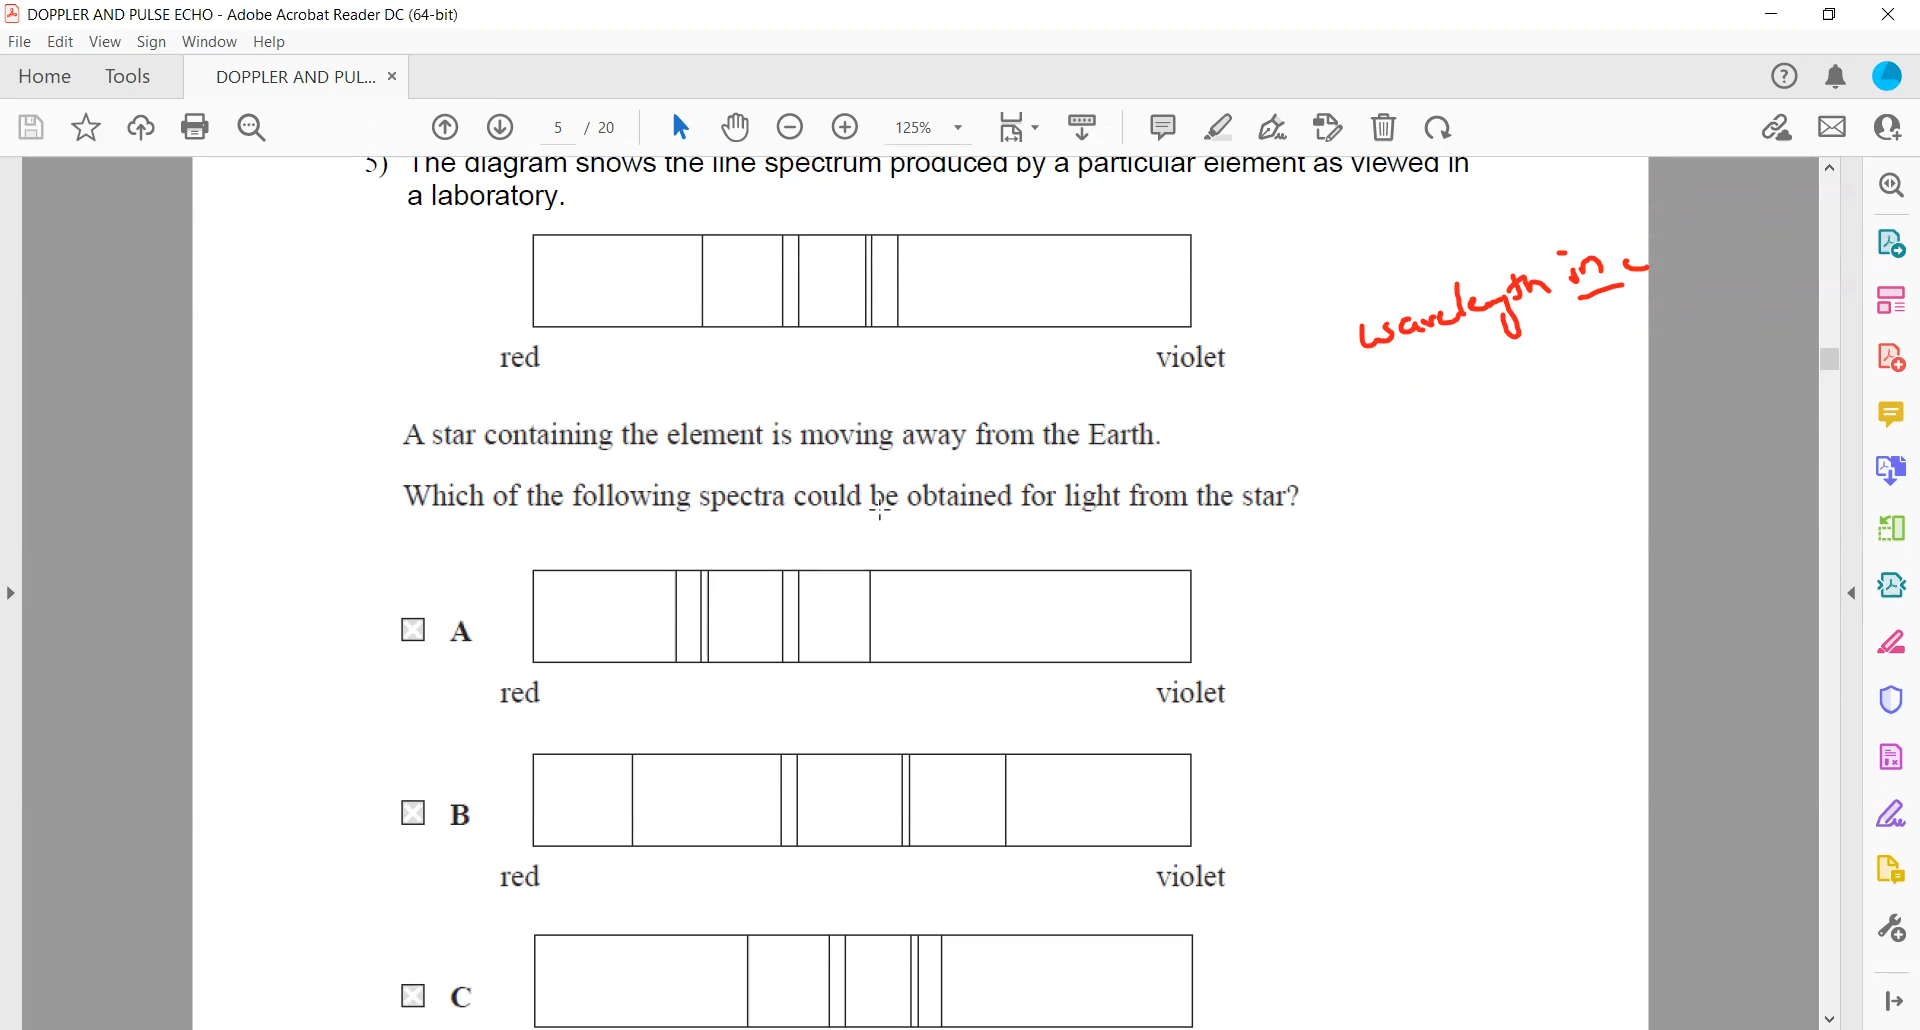 DOPPLER AND PULSE ECHO - Adobe Acrobat Reader DC (64-bit)
File Edit View Sign Window Help
Home Tools DOPPLER AND PUL... ×
5 / 20 125%
5) The diagram shows the line spectrum produced by a particular element as viewed in
a laboratory.
wavelength in
red violet
A star containing the element is moving away from the Earth.
Which of the following spectra could be obtained for light from the star?
A
red violet
B
red violet
C